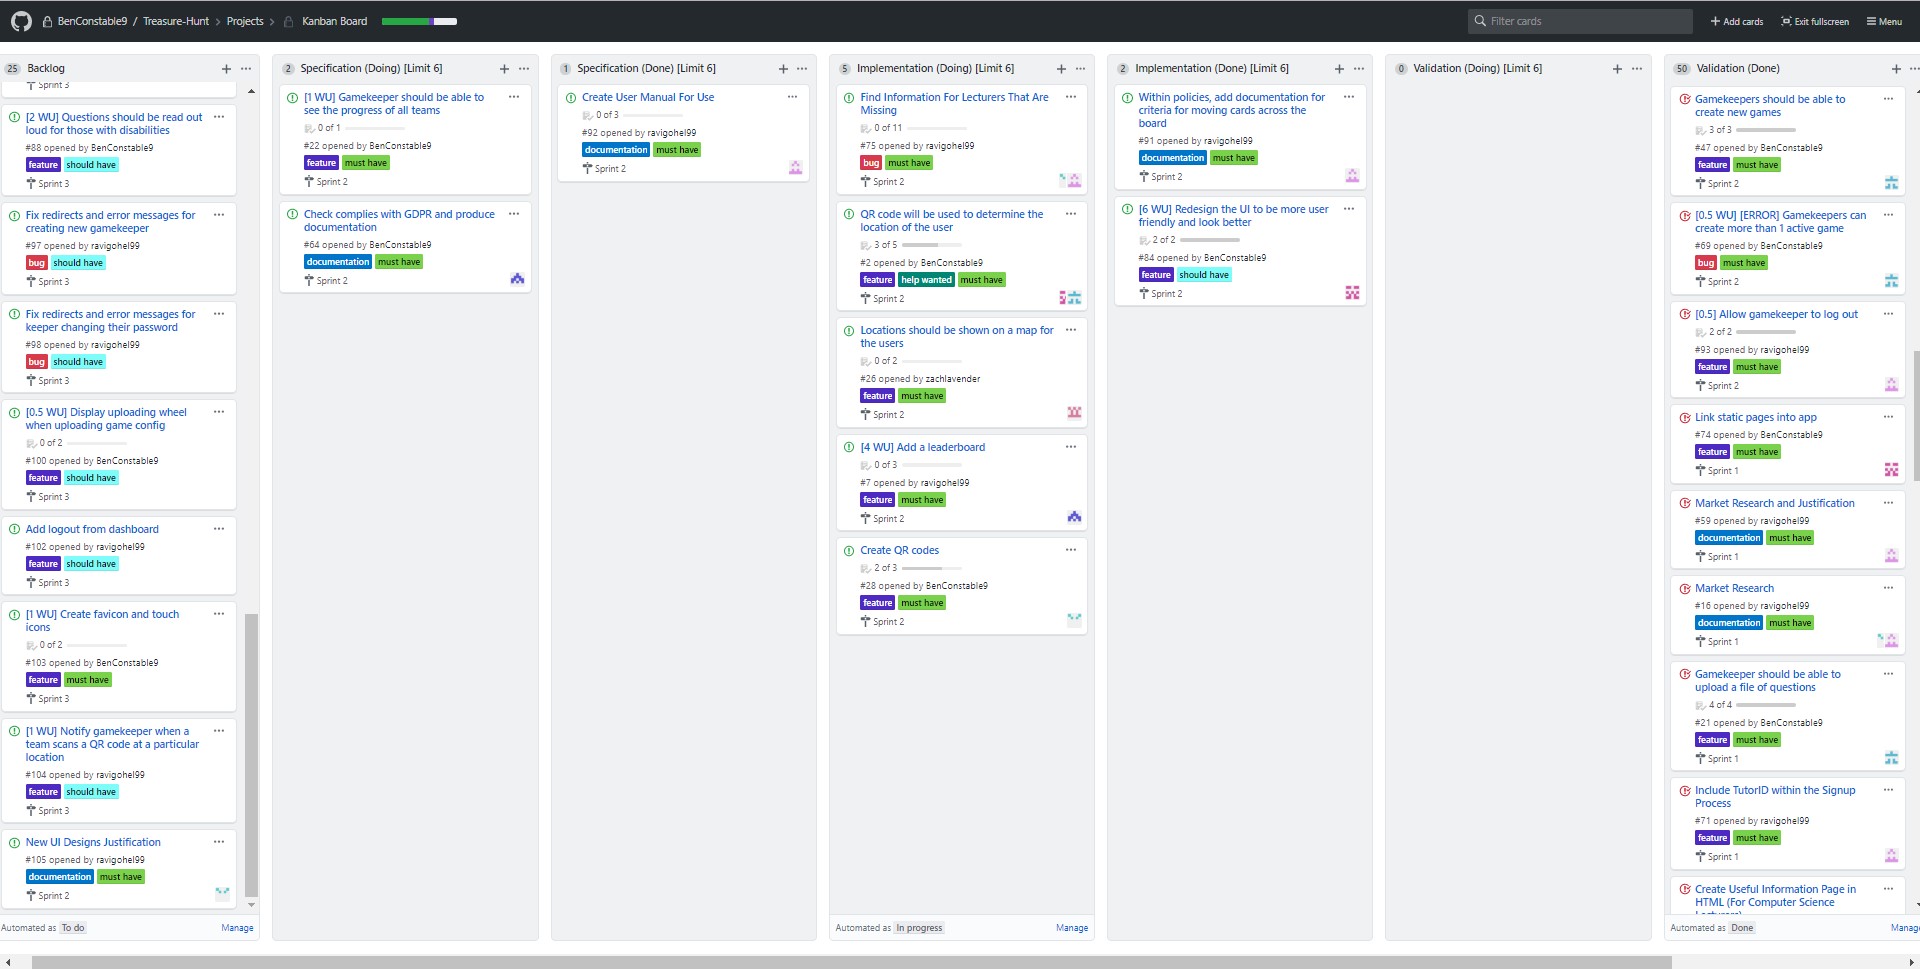 BenConstable9 / Treasure-Hunt > Projects > Kanban Board
Filter cards
Add cards
Exit fullscreen
Menu
25 Backlog
Sprint 3
[2 WU] Questions should be read out
loud for those with disabilities
#88 opened by BenConstable9
feature should have
Sprint 3
Fix redirects and error messages for
creating new gamekeeper
#97 opened by ravigohel99
bug should have
Sprint 3
Fix redirects and error messages for
keeper changing their password
#98 opened by ravigohel99
bug should have
Sprint 3
[0.5 WU] Display uploading wheel
when uploading game config
0 of 2
#100 opened by BenConstable9
feature should have
Sprint 3
Add logout from dashboard
#102 opened by ravigohel99
feature should have
Sprint 3
[1 WU] Create favicon and touch
icons
0 of 2
#103 opened by BenConstable9
feature must have
Sprint 3
[1 WU] Notify gamekeeper when a
team scans a QR code at a particular
location
#104 opened by ravigohel99
feature should have
Sprint 3
New UI Designs Justification
#105 opened by ravigohel99
documentation must have
Sprint 2
Automated as To do Manage
2 Specification (Doing) [Limit 6]
[1 WU] Gamekeeper should be able to
see the progress of all teams
0 of 1
#22 opened by BenConstable9
feature must have
Sprint 2
Check complies with GDPR and produce
documentation
#64 opened by BenConstable9
documentation must have
Sprint 2
1 Specification (Done) [Limit 6]
Create User Manual For Use
0 of 3
#92 opened by ravigohel99
documentation must have
Sprint 2
5 Implementation (Doing) [Limit 6]
Find Information For Lecturers That Are
Missing
0 of 11
#75 opened by ravigohel99
bug must have
Sprint 2
QR code will be used to determine the
location of the user
3 of 5
#2 opened by BenConstable9
feature help wanted must have
Sprint 2
Locations should be shown on a map for
the users
0 of 2
#26 opened by zachlavender
feature must have
Sprint 2
[4 WU] Add a leaderboard
0 of 3
#7 opened by ravigohel99
feature must have
Sprint 2
Create QR codes
2 of 3
#28 opened by BenConstable9
feature must have
Sprint 2
Automated as In progress Manage
2 Implementation (Done) [Limit 6]
Within policies, add documentation for
criteria for moving cards across the
board
#91 opened by ravigohel99
documentation must have
Sprint 2
[6 WU] Redesign the UI to be more user
friendly and look better
2 of 2
#84 opened by BenConstable9
feature should have
Sprint 2
0 Validation (Doing) [Limit 6]
50 Validation (Done)
Gamekeepers should be able to
create new games
3 of 3
#47 opened by BenConstable9
feature must have
Sprint 2
[0.5 WU] [ERROR] Gamekeepers can
create more than 1 active game
#69 opened by BenConstable9
bug must have
Sprint 2
[0.5] Allow gamekeeper to log out
2 of 2
#93 opened by ravigohel99
feature must have
Sprint 2
Link static pages into app
#74 opened by BenConstable9
feature must have
Sprint 1
Market Research and Justification
#59 opened by ravigohel99
documentation must have
Sprint 1
Market Research
#16 opened by ravigohel99
documentation must have
Sprint 1
Gamekeeper should be able to
upload a file of questions
4 of 4
#21 opened by BenConstable9
feature must have
Sprint 1
Include TutorID within the Signup
Process
#71 opened by ravigohel99
feature must have
Sprint 1
Create Useful Information Page in
HTML (For Computer Science
Lecturers)
Automated as Done Manage